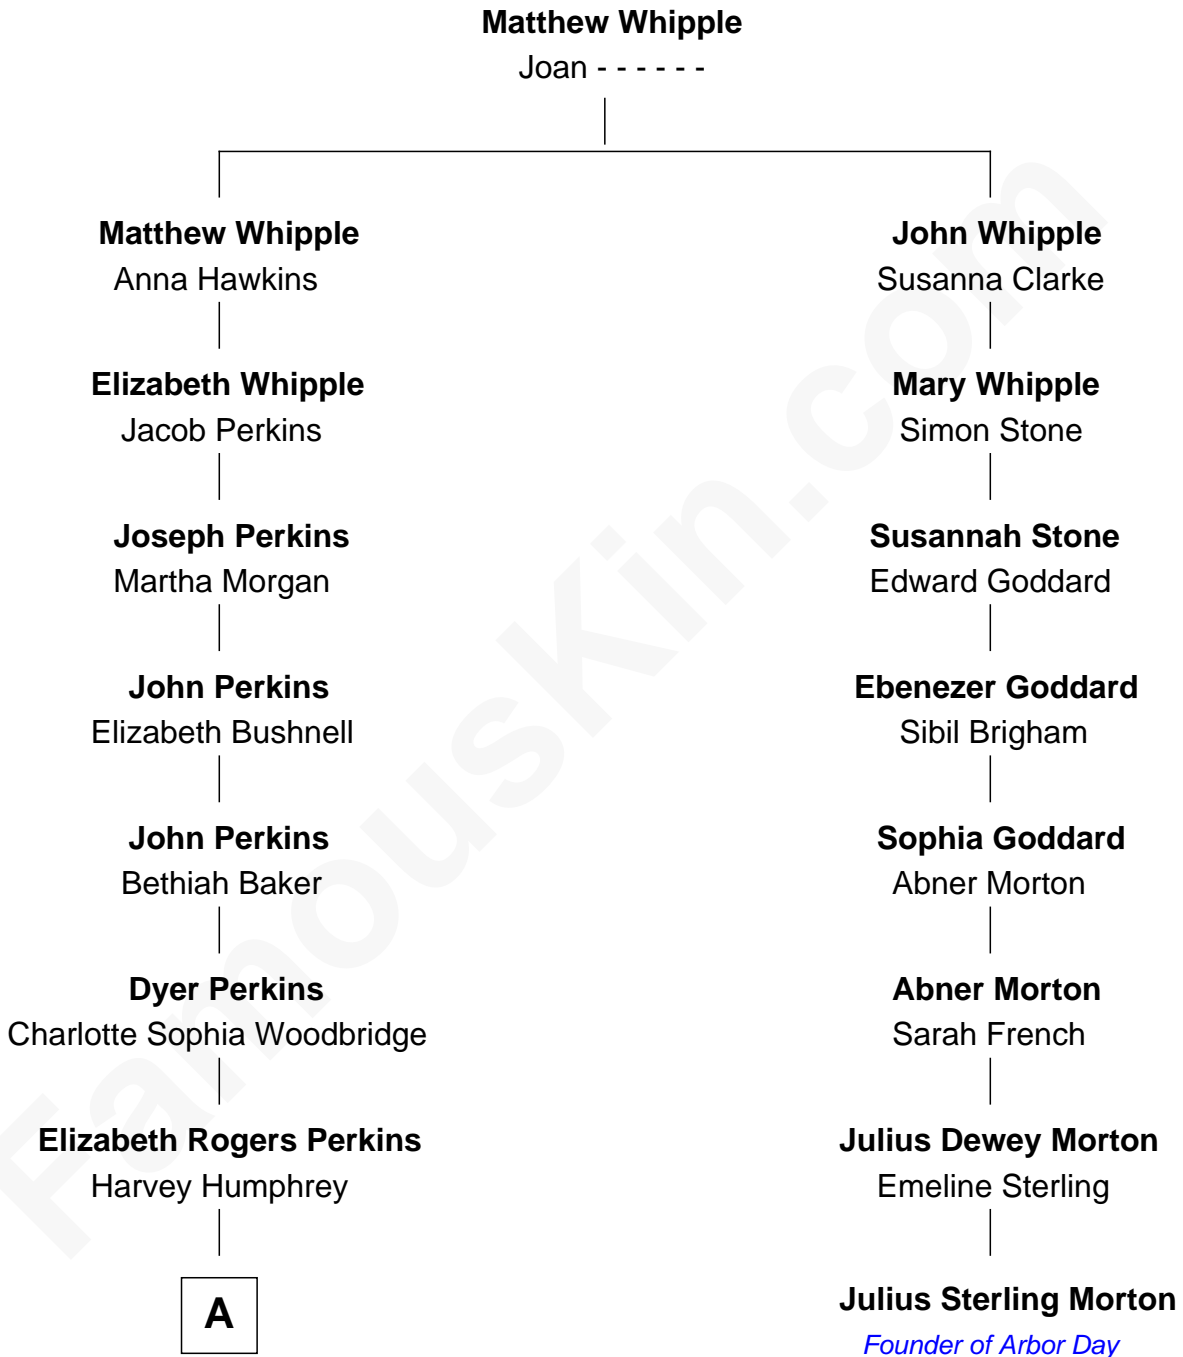 Matthew Whipple
Joan - - - - - -
Matthew Whipple
Anna Hawkins
John Whipple
Susanna Clarke
Elizabeth Whipple
Jacob Perkins
Mary Whipple
Simon Stone
Joseph Perkins
Martha Morgan
Susannah Stone
Edward Goddard
John Perkins
Elizabeth Bushnell
Ebenezer Goddard
Sibil Brigham
John Perkins
Bethiah Baker
Sophia Goddard
Abner Morton
Dyer Perkins
Charlotte Sophia Woodbridge
Abner Morton
Sarah French
Elizabeth Rogers Perkins
Harvey Humphrey
Julius Dewey Morton
Emeline Sterling
A
Julius Sterling Morton
Founder of Arbor Day
FamousKin.com